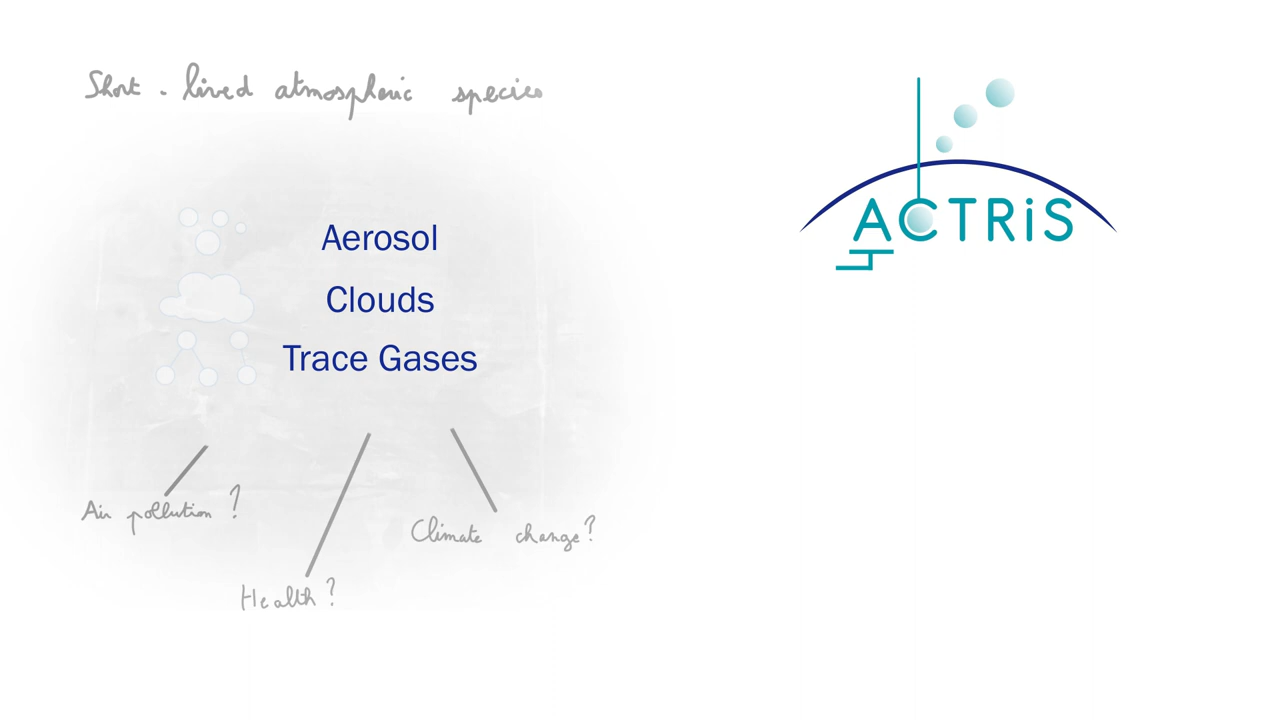 Short-lived atmospheric species
Aerosol
Clouds
Trace Gases
Air pollution ?
Climate change?
Health ?
ACTRiS